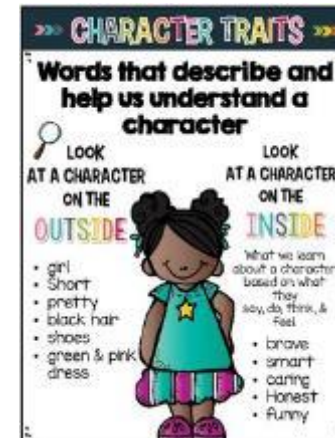 CHARACTER TRAITS
Words that describe and
help us understand a
character
LOOK
AT A CHARACTER
ON THE
OUTSIDE
• girl
• Short
• pretty
• black hair
• shoes
• green & pink
dress
LOOK
AT A CHARACTER
ON THE
INSIDE
What we learn
about a character
based on what
they
say, do, think, &
feel
• brave
• smart
• caring
• Honest
• funny